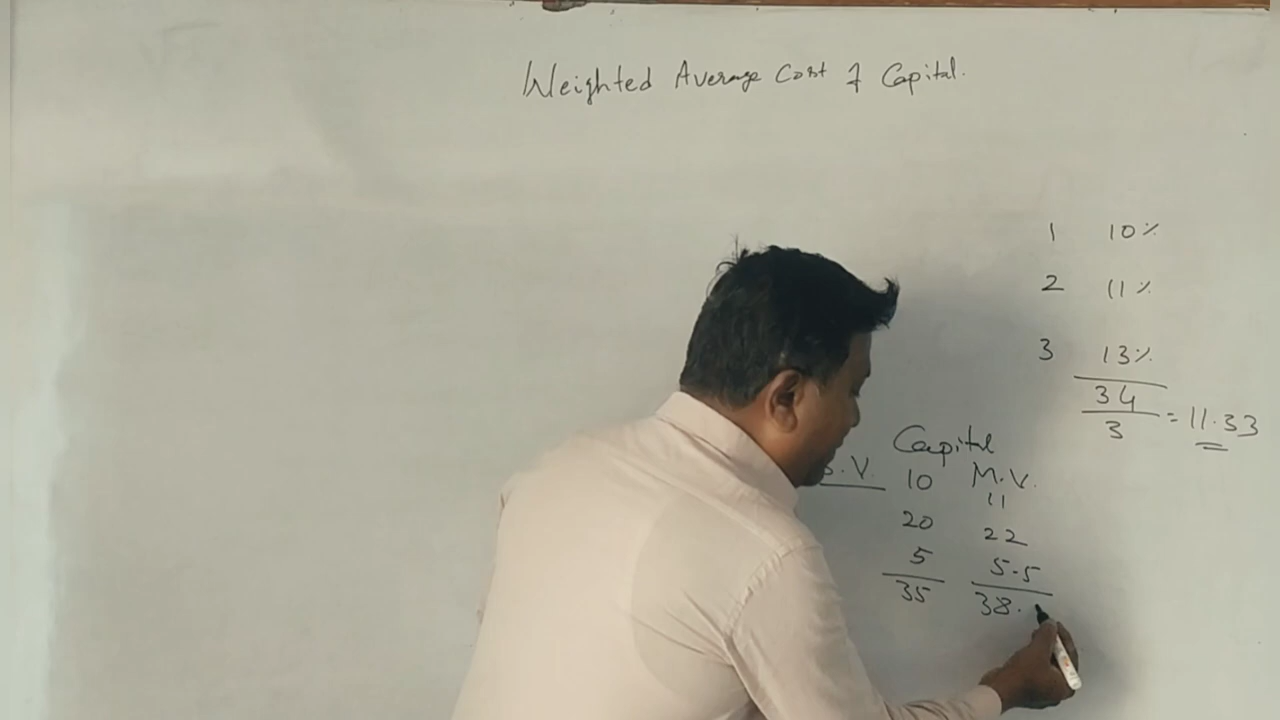 Weighted Average Cost of Capital.
1 10%
2 11%
3 13%
34
3 = 11.33
Capital
.V. 10 M.V.
11
20 22
5 5.5
35 38.